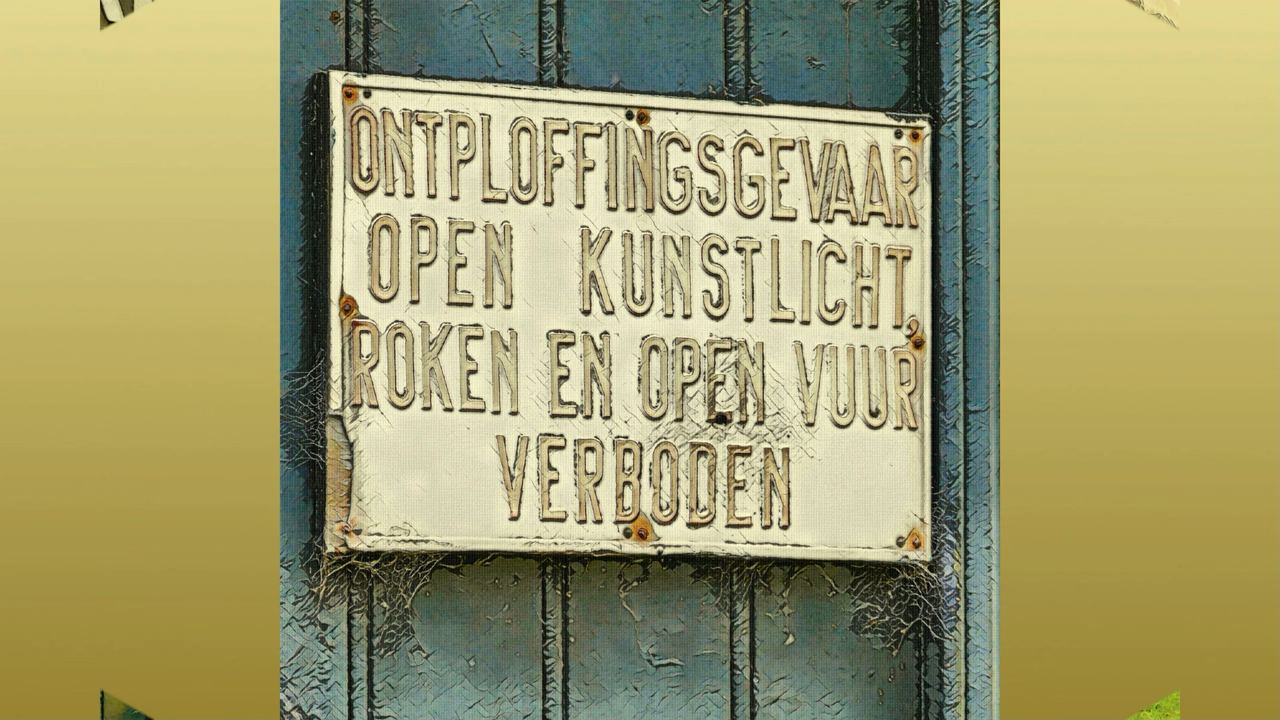 ONTPLOFFINGSGEVAAR
OPEN KUNSTLICHT,
ROKEN EN OPEN VUUR
VERBODEN